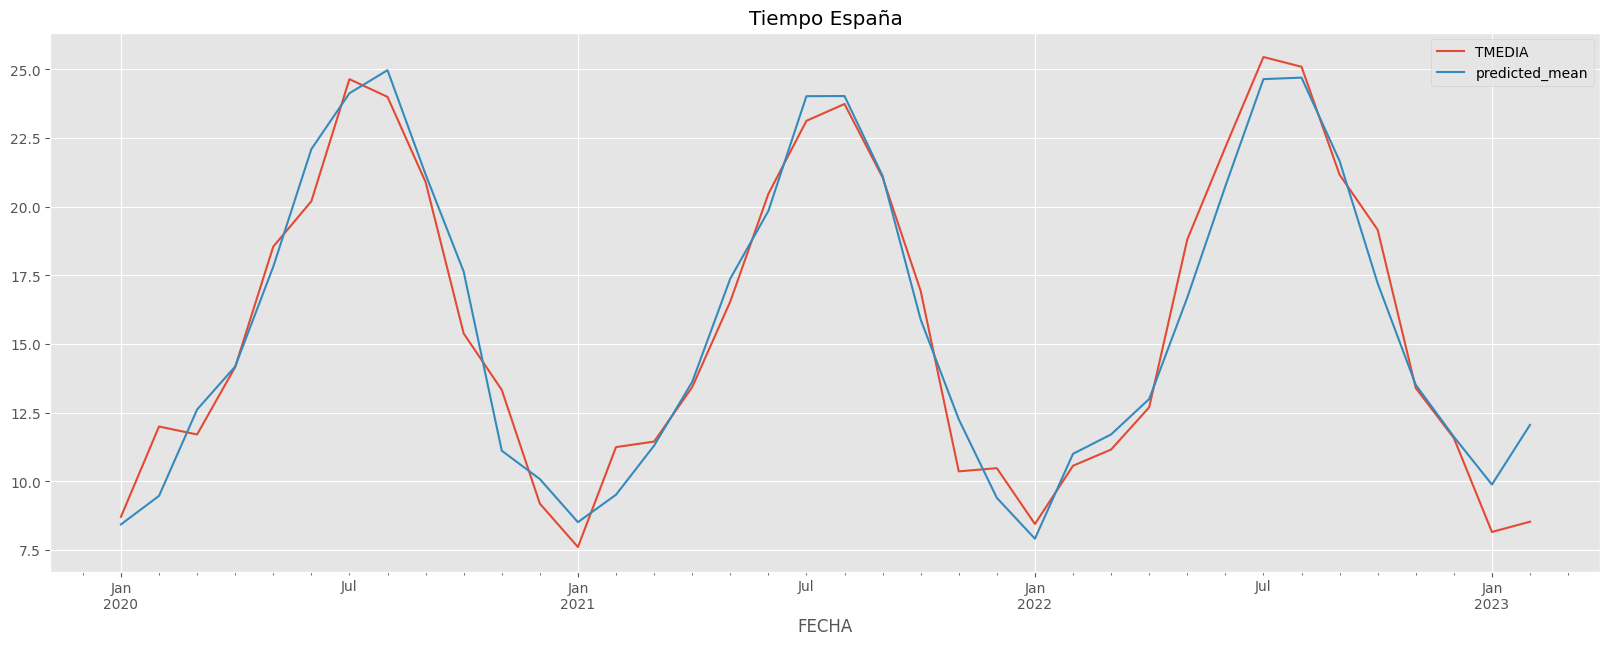 Tiempo España
TMEDIA
predicted_mean
25.0
22.5
20.0
17.5
15.0
12.5
10.0
7.5
Jan Jul Jan Jul Jan Jul Jan
2020 2021 2022 2023
FECHA